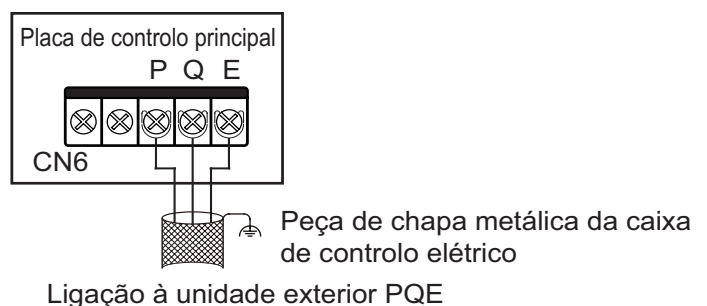 Placa de controlo principal
P Q E
CN6
Peça de chapa metálica da caixa
de controlo elétrico
Ligação à unidade exterior PQE